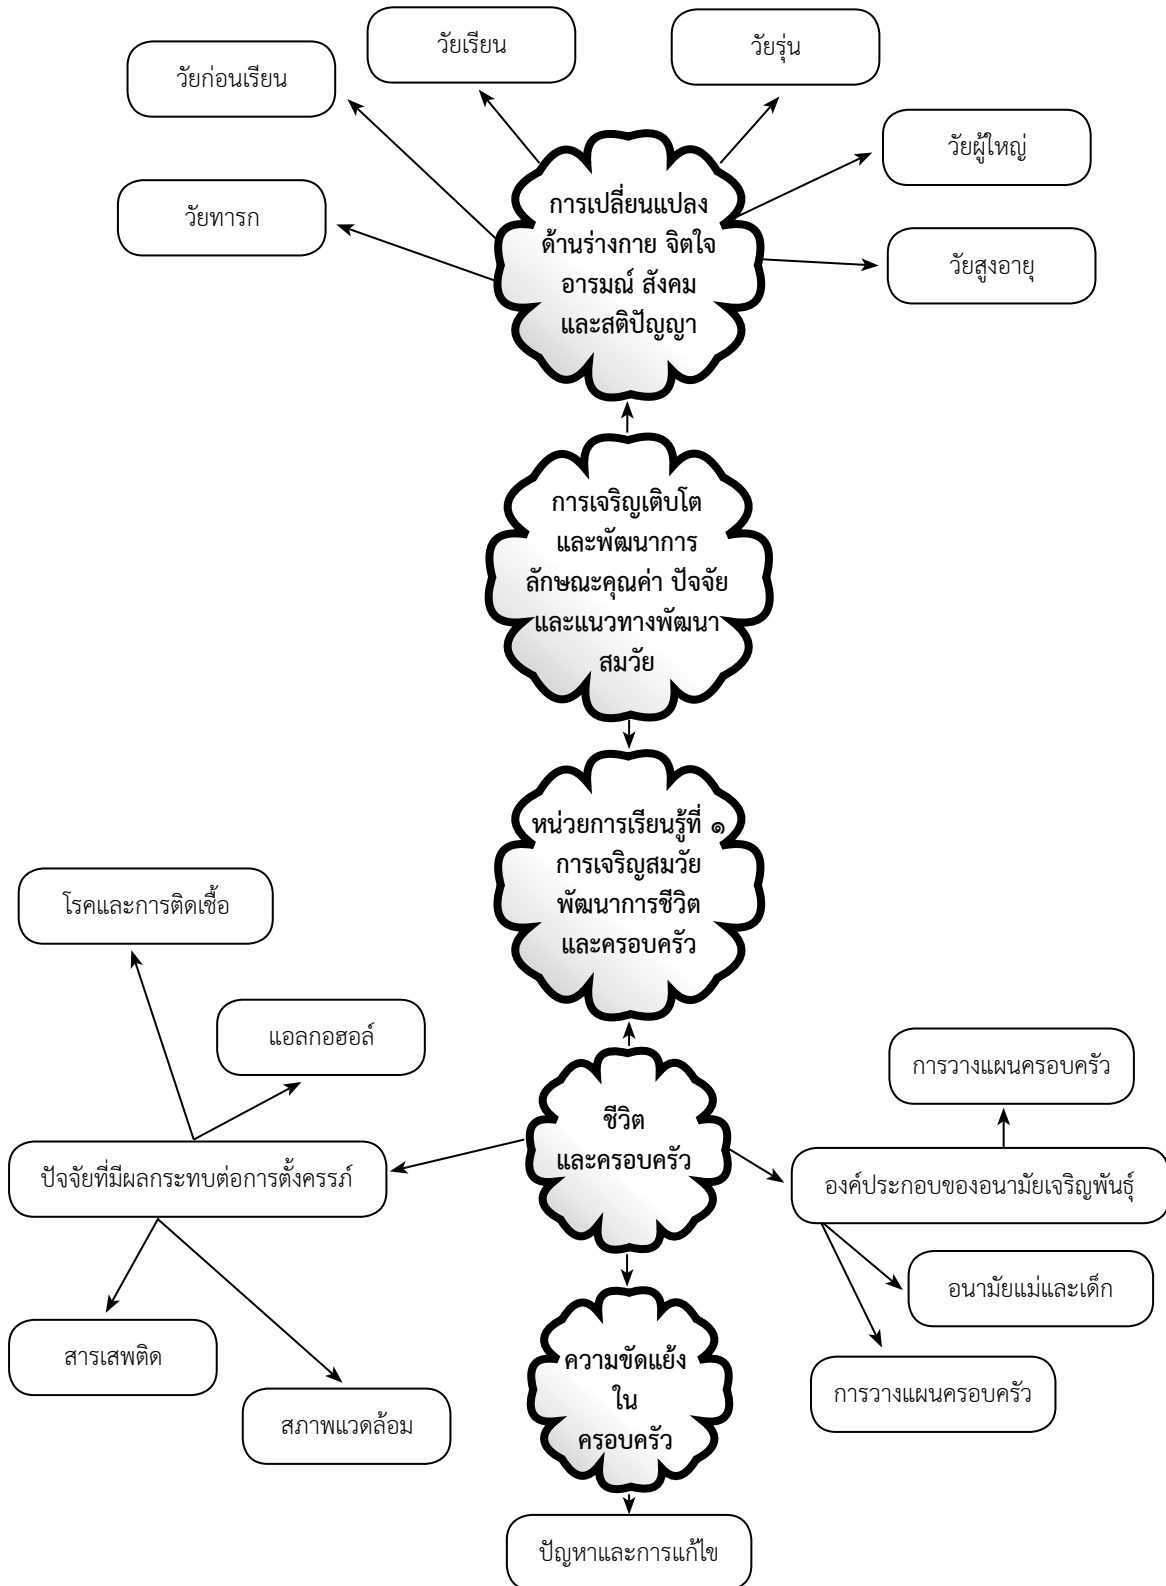 วัยเรียน
วัยรุ่น
วัยก่อนเรียน
วัยผู้ใหญ่
วัยทารก
วัยสูงอายุ
การเปลี่ยนแปลง
ด้านร่างกาย จิตใจ
อารมณ์ สังคม
และสติปัญญา
การเจริญเติบโต
และพัฒนาการ
ลักษณะคุณค่า ปัจจัย
และแนวทางพัฒนา
สมวัย
หน่วยการเรียนรู้ที่ ๑
การเจริญสมวัย
พัฒนาการชีวิต
และครอบครัว
โรคและการติดเชื้อ
แอลกอฮอล์
การวางแผนครอบครัว
ชีวิต
และครอบครัว
ปัจจัยที่มีผลกระทบต่อการตั้งครรภ์
องค์ประกอบของอนามัยเจริญพันธุ์
อนามัยแม่และเด็ก
สารเสพติด
ความขัดแย้ง
ใน
ครอบครัว
การวางแผนครอบครัว
สภาพแวดล้อม
ปัญหาและการแก้ไข